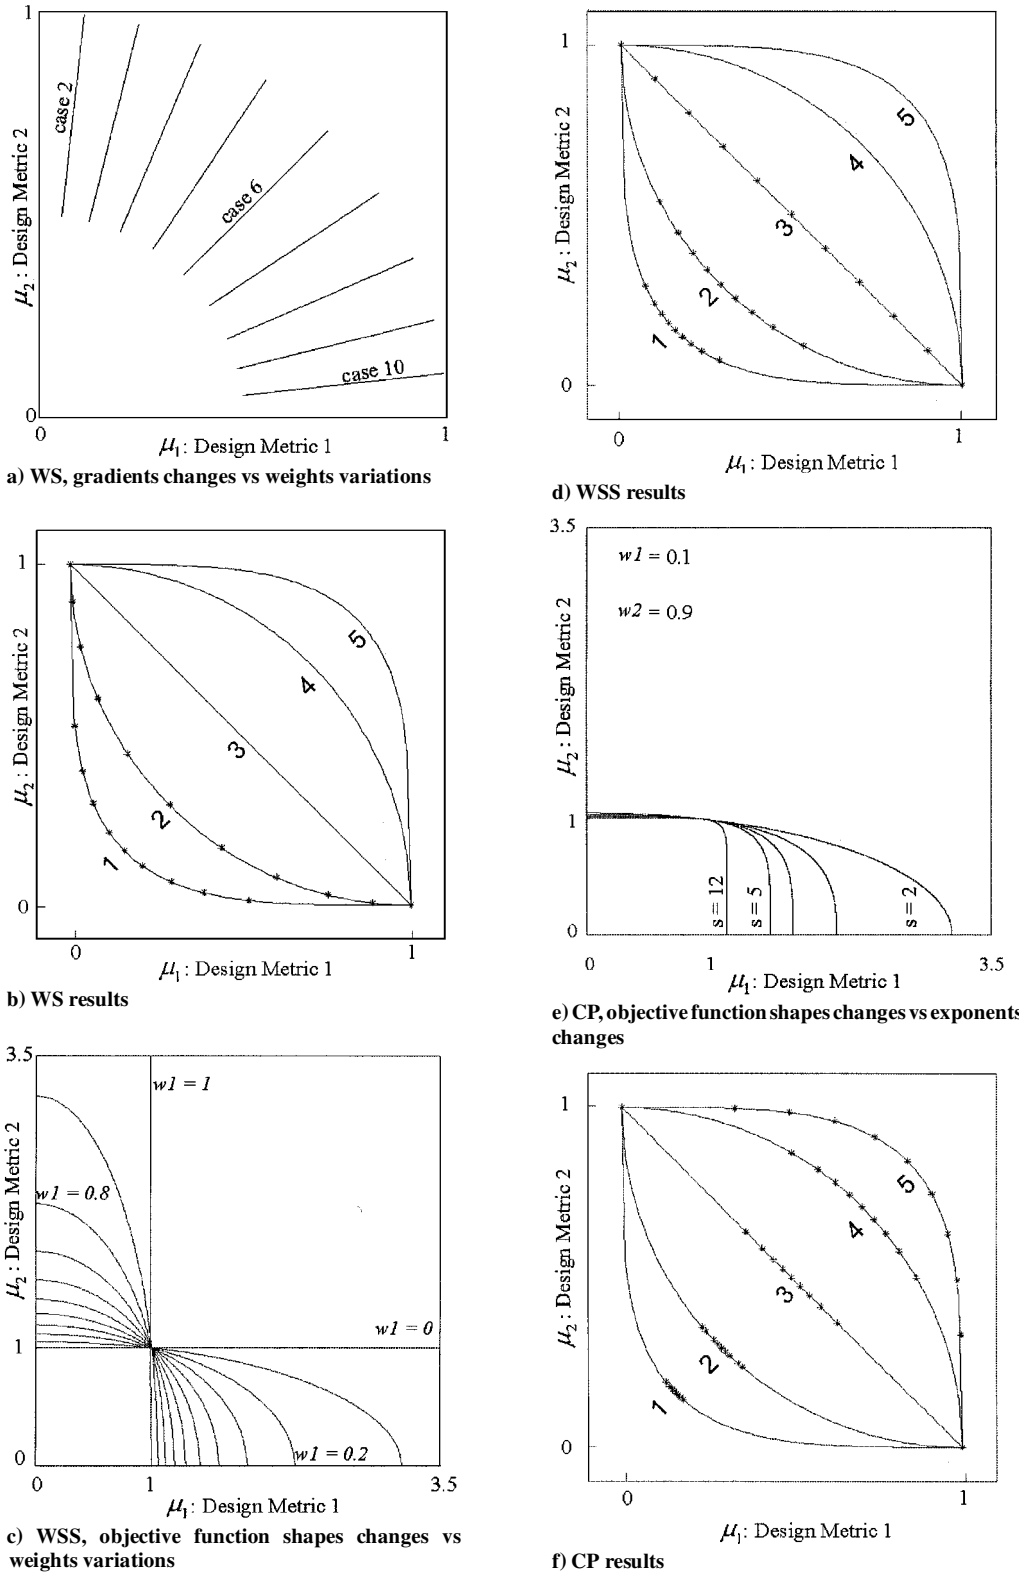 1
μ2 : Design Metric 2
case 2
case 6
case 10
0
0
1
μ1 : Design Metric 1
a) WS, gradients changes vs weights variations
1
μ2 : Design Metric 2
0
1
2
3
4
5
0
1
μ1 : Design Metric 1
b) WS results
3.5
μ2 : Design Metric 2
w1 = 1
w1 = 0.8
w1 = 0
1
w1 = 0.2
0
0
1
3.5
μ1 : Design Metric 1
c) WSS, objective function shapes changes vs
weights variations
1
μ2 : Design Metric 2
0
1
2
3
4
5
0
1
μ1 : Design Metric 1
d) WSS results
3.5
w1 = 0.1
w2 = 0.9
μ2 : Design Metric 2
1
s = 12
s = 5
s = 2
0
0
1
3.5
μ1 : Design Metric 1
e) CP, objective function shapes changes vs exponents
changes
1
μ2 : Design Metric 2
0
1
2
3
4
5
0
1
μ1 : Design Metric 1
f) CP results